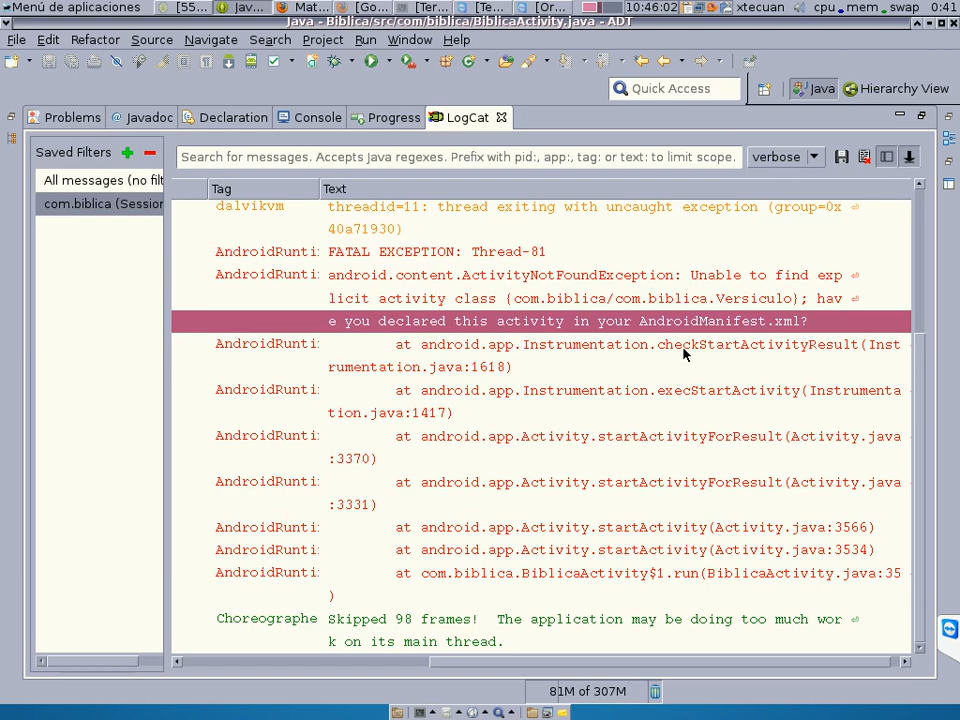 Menú de aplicaciones
[55...
Jav...
Mat...
[Go...
[Ter...
[Te...
[Or...
10:46:02
xtecuan
cpu
mem
swap
0:41
Java - Biblica/src/com/biblica/BiblicaActivity.java - ADT
File Edit Refactor Source Navigate Search Project Run Window Help
Quick Access
Java
Hierarchy View
Problems
Javadoc
Declaration
Console
Progress
LogCat
Saved Filters
All messages (no filt
com.biblica (Session
Search for messages. Accepts Java regexes. Prefix with pid:, app:, tag: or text: to limit scope.
verbose
Tag Text
dalvikvm threadid=11: thread exiting with uncaught exception (group=0x
40a71930)
AndroidRunti: FATAL EXCEPTION: Thread-81
AndroidRunti: android.content.ActivityNotFoundException: Unable to find exp
licit activity class {com.biblica/com.biblica.Versiculo}; hav
e you declared this activity in your AndroidManifest.xml?
AndroidRunti: at android.app.Instrumentation.checkStartActivityResult(Inst
rumentation.java:1618)
AndroidRunti: at android.app.Instrumentation.execStartActivity(Instrumenta
tion.java:1417)
AndroidRunti: at android.app.Activity.startActivityForResult(Activity.java
:3370)
AndroidRunti: at android.app.Activity.startActivityForResult(Activity.java
:3331)
AndroidRunti: at android.app.Activity.startActivity(Activity.java:3566)
AndroidRunti: at android.app.Activity.startActivity(Activity.java:3534)
AndroidRunti: at com.biblica.BiblicaActivity$1.run(BiblicaActivity.java:35
)
Choreographe Skipped 98 frames! The application may be doing too much wor
k on its main thread.
81M of 307M